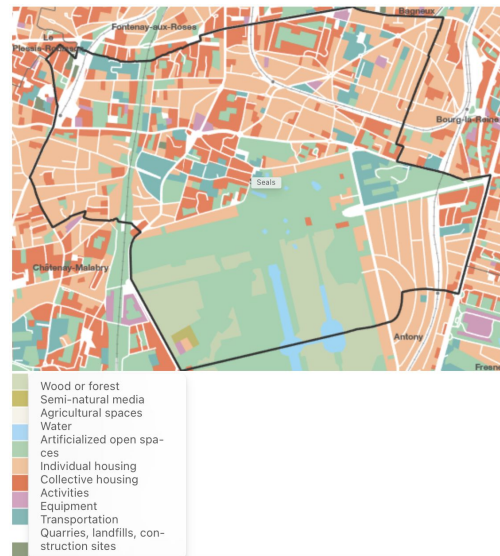 Bagneux
Fontenay-aux-Roses
Le
Plessis-Robinson
Bourg-la-Reine
Seals
Châtenay-Malabry
Antony
Fresne
Wood or forest
Semi-natural media
Agricultural spaces
Water
Artificialized open spa-
ces
Individual housing
Collective housing
Activities
Equipment
Transportation
Quarries, landfills, con-
struction sites